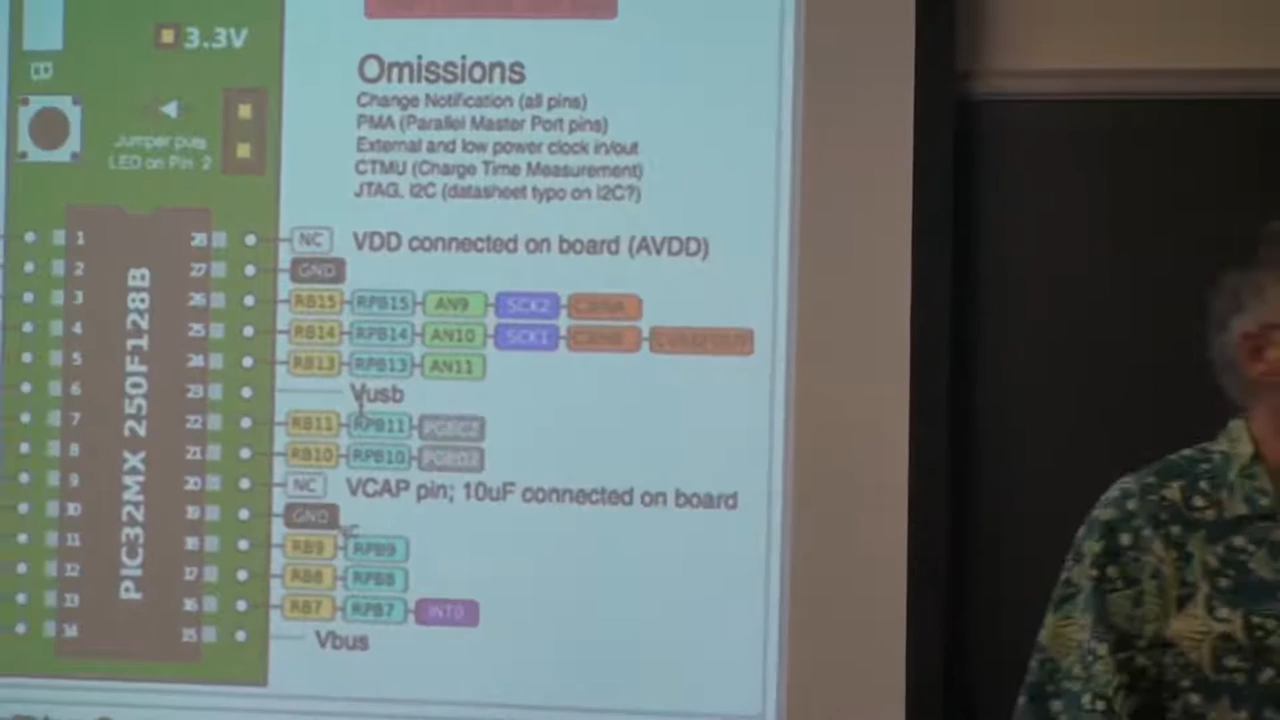 3.3V
B
Omissions
Change Notification (all pins)
PMA (Parallel Master Port pins)
External and low power clock in/out
CTMU (Charge Time Measurement)
JTAG, I2C (datasheet typo on I2C?)
Jumper puts
LED on Pin 2
PIC32MX 250F128B
1 28 NC VDD connected on board (AVDD)
2 27 GND
3 26 RB15 RPB15 AN9 SCK2
4 25 RB14 RPB14 AN10 SCK1
5 24 RB13 RPB13 AN11
6 23 Vusb
7 22 RB11 RPB11
8 21 RB10 RPB10
9 20 NC VCAP pin; 10uF connected on board
10 19 GND
NC
11 18 RB9 RPB9
12 17 RB8 RPB8
13 16 RB7 RPB7 INT0
14 15 Vbus